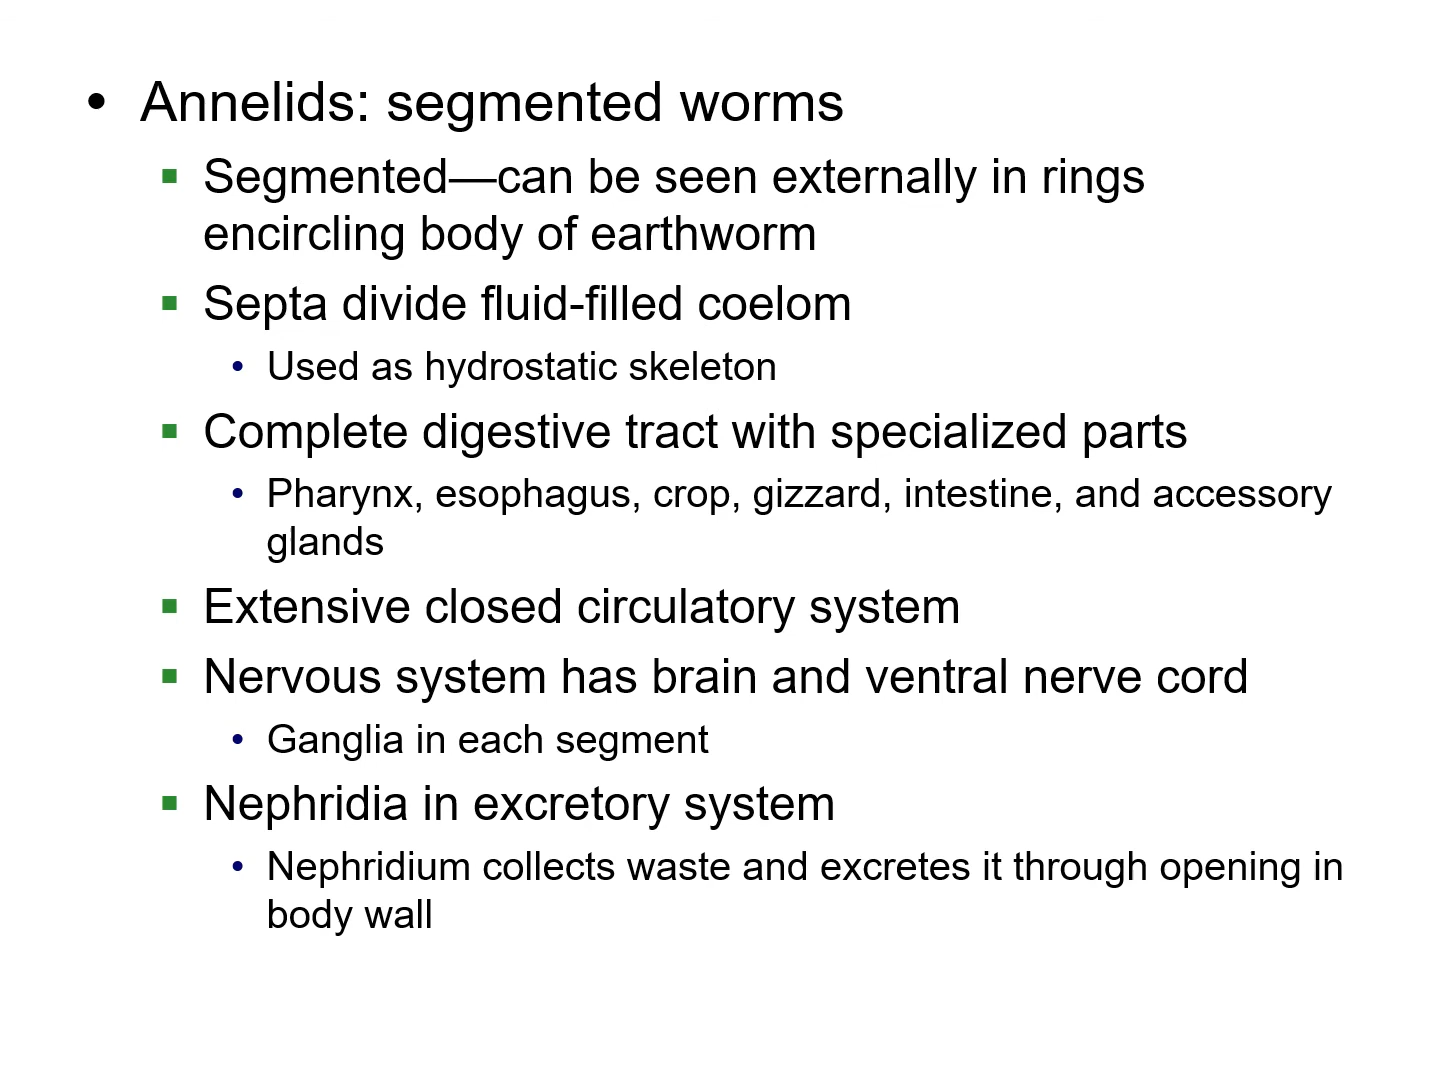 • Annelids: segmented worms
▪ Segmented—can be seen externally in rings
encircling body of earthworm
▪ Septa divide fluid-filled coelom
• Used as hydrostatic skeleton
▪ Complete digestive tract with specialized parts
• Pharynx, esophagus, crop, gizzard, intestine, and accessory
glands
▪ Extensive closed circulatory system
▪ Nervous system has brain and ventral nerve cord
• Ganglia in each segment
▪ Nephridia in excretory system
• Nephridium collects waste and excretes it through opening in
body wall